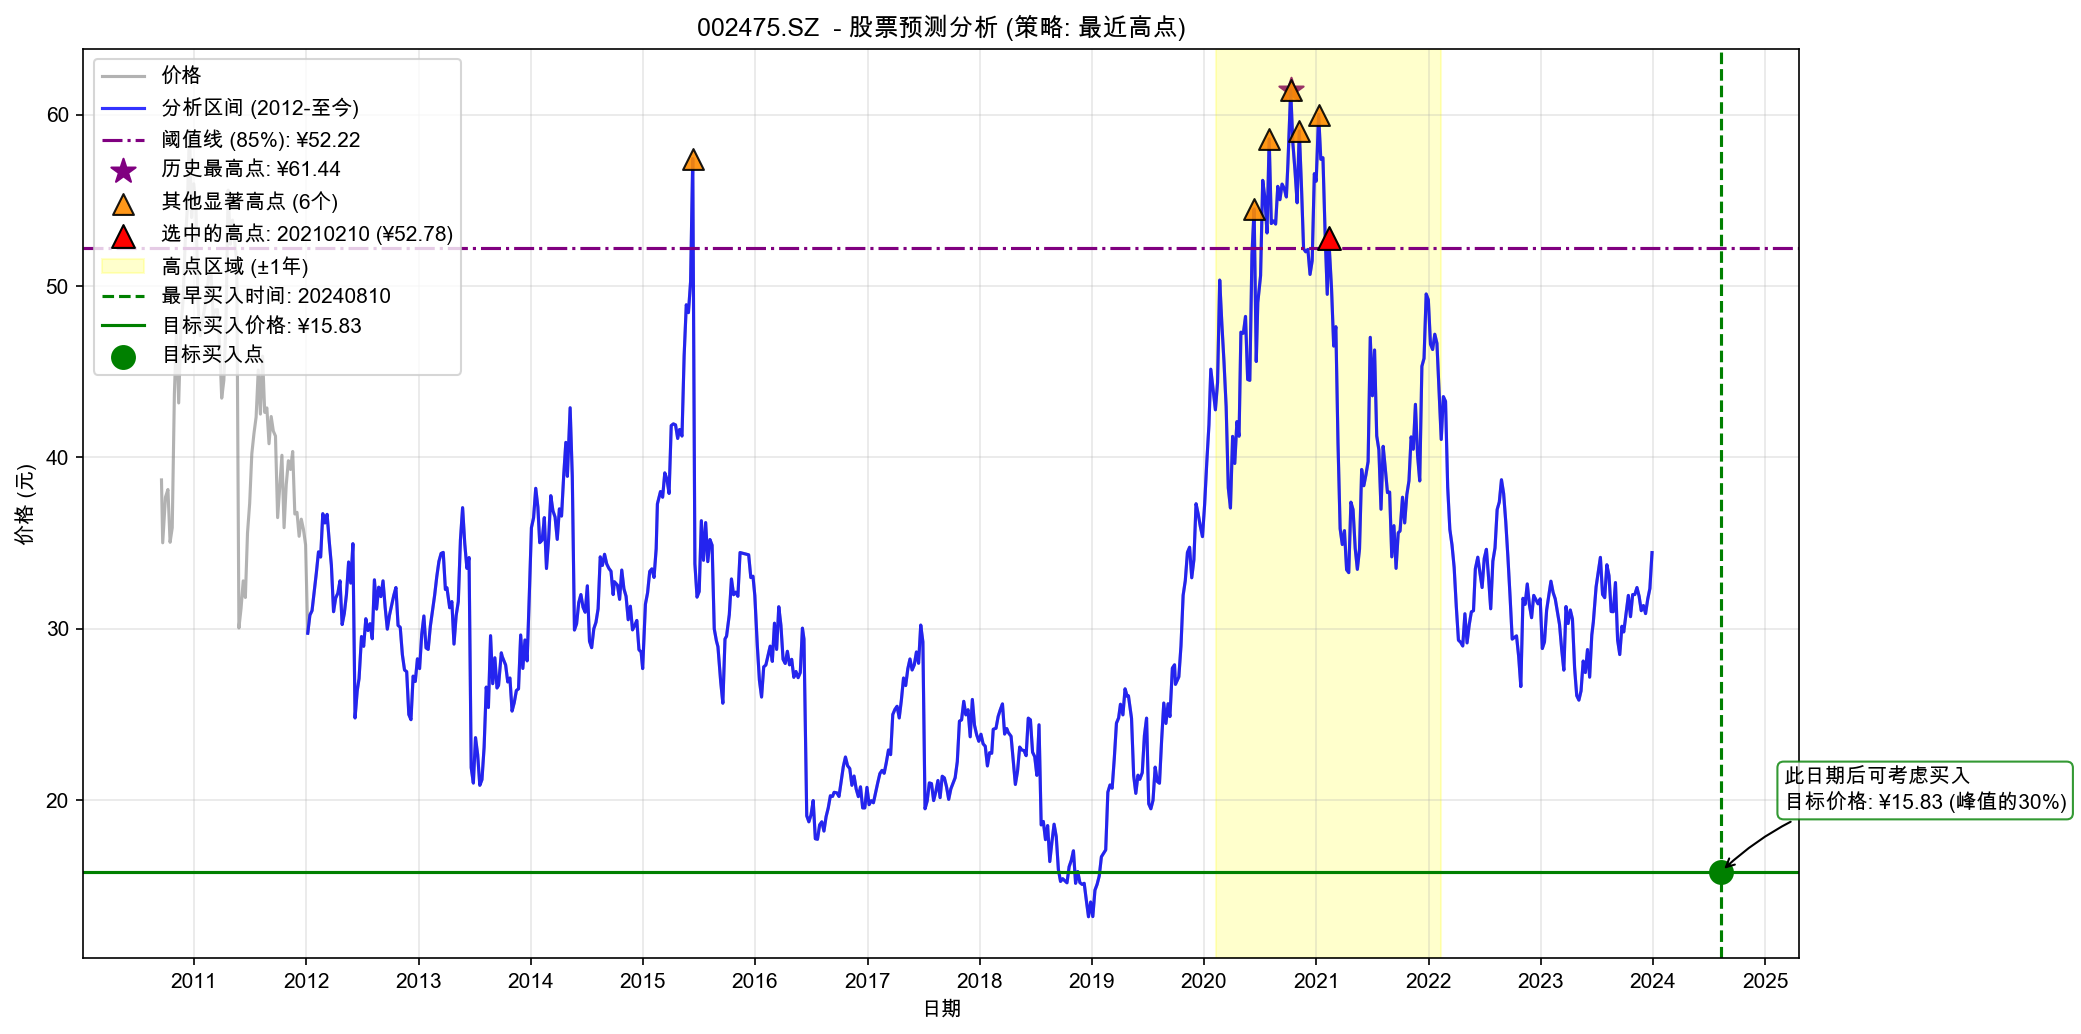 002475.SZ  - 股票预测分析 (策略: 最近高点)
价格
分析区间 (2012-至今)
阈值线 (85%): ¥52.22
历史最高点: ¥61.44
其他显著高点 (6个)
选中的高点: 20210210 (¥52.78)
高点区域 (±1年)
最早买入时间: 20240810
目标买入价格: ¥15.83
目标买入点
价格 (元)
60
50
40
30
20
此日期后可考虑买入
目标价格: ¥15.83 (峰值的30%)
2011 2012 2013 2014 2015 2016 2017 2018 2019 2020 2021 2022 2023 2024 2025
日期